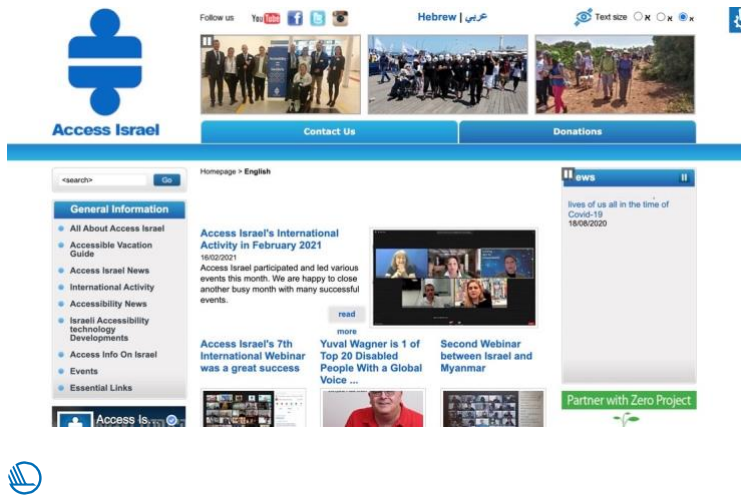 Follow us YouTube
Hebrew | عربي
Text size א א א
Access Israel
Contact Us
Donations
<search>
Go
Homepage > English
ews
General Information
All About Access Israel
Accessible Vacation
Guide
Access Israel News
International Activity
Accessibility News
Israeli Accessibility
technology
Developments
Access Info On Israel
Events
Essential Links
Access Is
Access Israel's International
Activity in February 2021
16/02/2021
Access Israel participated and led various
events this month. We are happy to close
another busy month with many successful
events.
read
more
Access Israel's 7th
International Webinar
was a great success
Yuval Wagner is 1 of
Top 20 Disabled
People With a Global
Voice ...
Second Webinar
between Israel and
Myanmar
lives of us all in the time of
Covid-19
18/08/2020
Partner with Zero Project